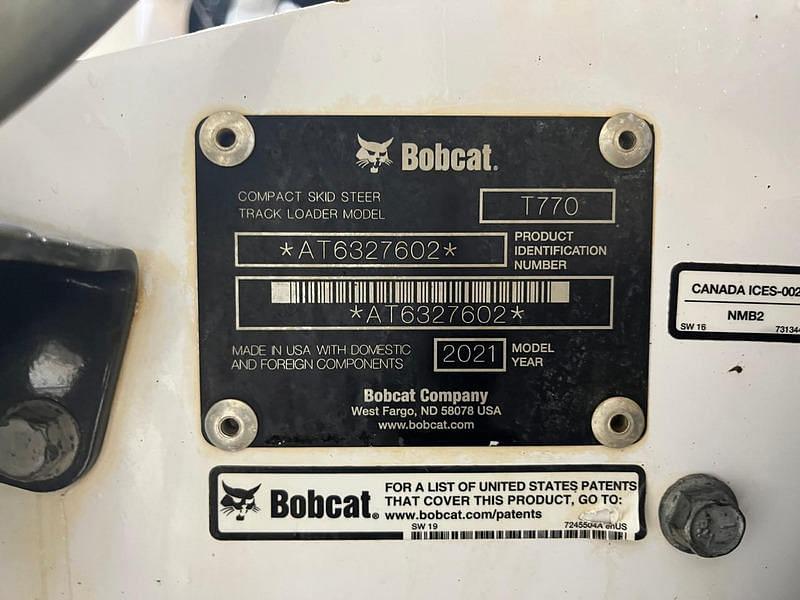 Bobcat.
COMPACT SKID STEER
TRACK LOADER MODEL
T770
*AT6327602*
PRODUCT
IDENTIFICATION
NUMBER
*AT6327602*
MADE IN USA WITH DOMESTIC
AND FOREIGN COMPONENTS
2021
MODEL
YEAR
Bobcat Company
West Fargo, ND 58078 USA
www.bobcat.com
CANADA ICES-002
NMB2
SW 16
Bobcat.
FOR A LIST OF UNITED STATES PATENTS
THAT COVER THIS PRODUCT, GO TO:
www.bobcat.com/patents
SW 19
7245504A enUS